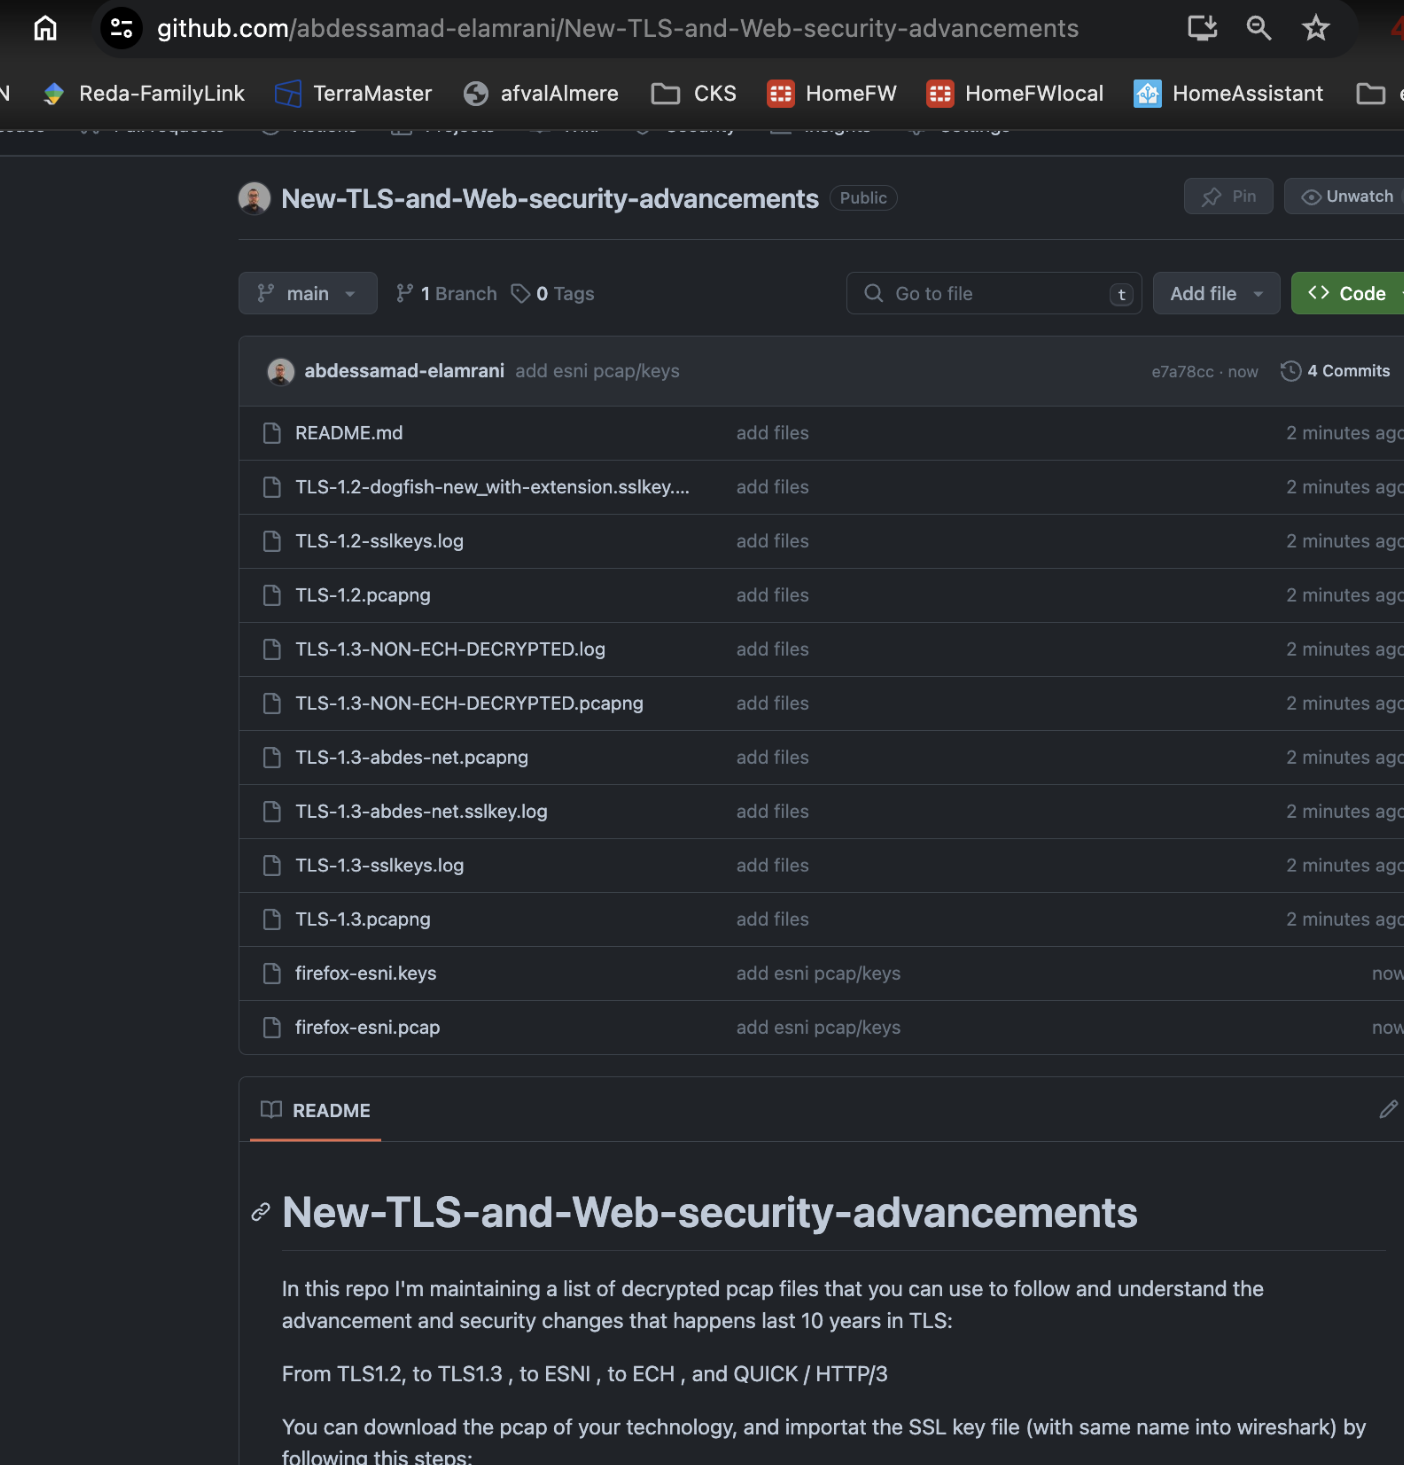 github.com/abdessamad-elamrani/New-TLS-and-Web-security-advancements
N Reda-FamilyLink TerraMaster afvalAlmere CKS HomeFW HomeFWlocal HomeAssistant
Pull requests Actions Projects Wiki Security Insights Settings
New-TLS-and-Web-security-advancements Public Pin Unwatch
main 1 Branch 0 Tags Go to file t Add file Code
abdessamad-elamrani add esni pcap/keys e7a78cc · now 4 Commits
README.md add files 2 minutes ago
TLS-1.2-dogfish-new_with-extension.sslkey.... add files 2 minutes ago
TLS-1.2-sslkeys.log add files 2 minutes ago
TLS-1.2.pcapng add files 2 minutes ago
TLS-1.3-NON-ECH-DECRYPTED.log add files 2 minutes ago
TLS-1.3-NON-ECH-DECRYPTED.pcapng add files 2 minutes ago
TLS-1.3-abdes-net.pcapng add files 2 minutes ago
TLS-1.3-abdes-net.sslkey.log add files 2 minutes ago
TLS-1.3-sslkeys.log add files 2 minutes ago
TLS-1.3.pcapng add files 2 minutes ago
firefox-esni.keys add esni pcap/keys now
firefox-esni.pcap add esni pcap/keys now
README
New-TLS-and-Web-security-advancements
In this repo I'm maintaining a list of decrypted pcap files that you can use to follow and understand the
advancement and security changes that happens last 10 years in TLS:
From TLS1.2, to TLS1.3 , to ESNI , to ECH , and QUICK / HTTP/3
You can download the pcap of your technology, and importat the SSL key file (with same name into wireshark) by
following this steps: